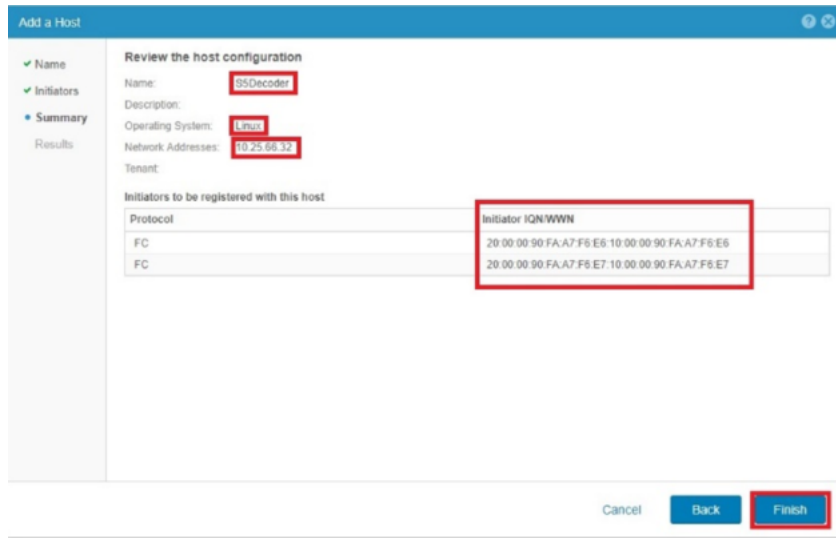 Add a Host
Name
Initiators
Summary
Results
Review the host configuration
Name: S5Decoder
Description:
Operating System: Linux
Network Addresses: 10.25.66.32
Tenant:
Initiators to be registered with this host
Protocol Initiator IQN/WWN
FC 20:00:00:90:FA:A7:F6:E6:10:00:00:90:FA:A7:F6:E6
FC 20:00:00:90:FA:A7:F6:E7:10:00:00:90:FA:A7:F6:E7
Cancel Back Finish